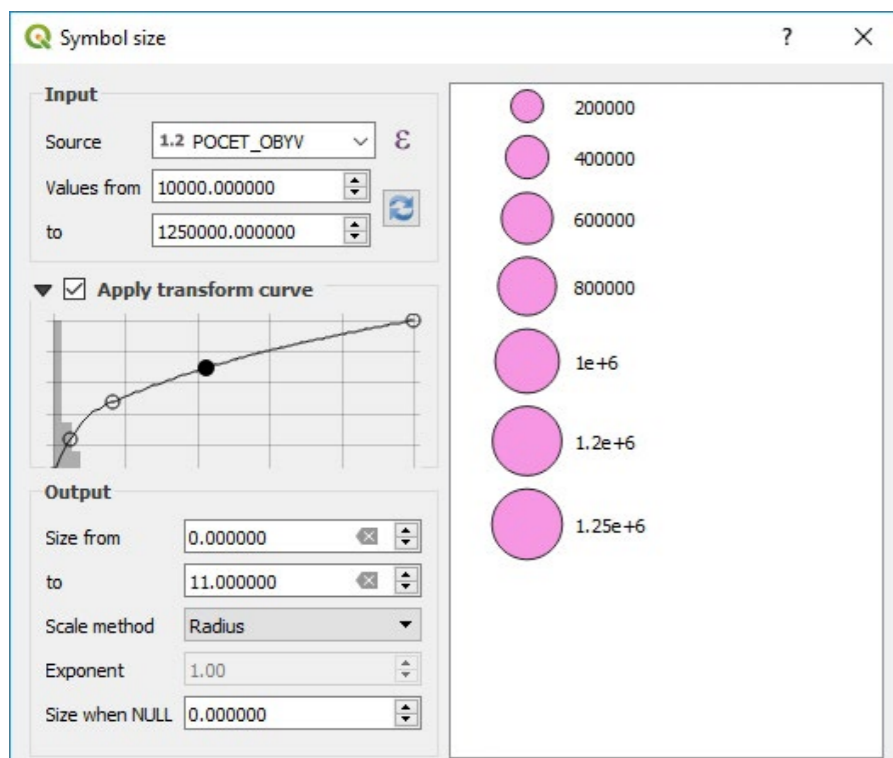 Symbol size ?
Input
Source 1.2 POCET_OBYV ε
Values from 10000.000000
to 1250000.000000
Apply transform curve
Output
Size from 0.000000
to 11.000000
Scale method Radius
Exponent 1.00
Size when NULL 0.000000
200000
400000
600000
800000
1e+6
1.2e+6
1.25e+6